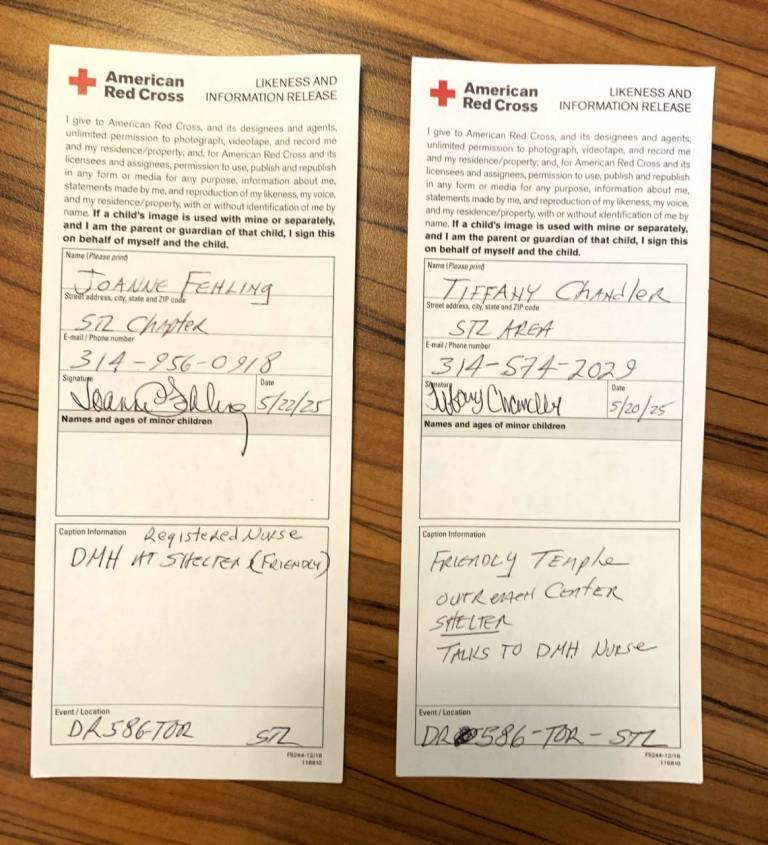 American
Red Cross
LIKENESS AND
INFORMATION RELEASE
I give to American Red Cross, and its designees and agents,
unlimited permission to photograph, videotape, and record me
and my residence/property; and, for American Red Cross and its
licensees and assignees, permission to use, publish and republish
in any form or media for any purpose, information about me,
statements made by me, and reproduction of my likeness, my voice,
and my residence/property, with or without identification of me by
name. If a child's image is used with mine or separately,
and I am the parent or guardian of that child, I sign this
on behalf of myself and the child.
Name (Please print)
JOANNE FEHLING
Street address, city, state and ZIP code
STL Chapter
E-mail / Phone number
314-956-0918
Signature
Date
5/22/25
Names and ages of minor children
Caption Information Registered Nurse
DMH AT SHELTER (FRIENDLY)
Event / Location
DR586-TOR STL
F5244-12/16
116810
American
Red Cross
LIKENESS AND
INFORMATION RELEASE
I give to American Red Cross, and its designees and agents,
unlimited permission to photograph, videotape, and record me
and my residence/property; and, for American Red Cross and its
licensees and assignees, permission to use, publish and republish
in any form or media for any purpose, information about me,
statements made by me, and reproduction of my likeness, my voice,
and my residence/property, with or without identification of me by
name. If a child's image is used with mine or separately,
and I am the parent or guardian of that child, I sign this
on behalf of myself and the child.
Name (Please print)
TIFFANY Chandler
Street address, city, state and ZIP code
STL AREA
E-mail / Phone number
314-574-2029
Signature
Tiffany Chandler
Date
5/20/25
Names and ages of minor children
Caption Information
FRIENDLY Temple
OUTREACH Center
SHELTER
TALKS TO DMH NURSE
Event / Location
DR 586-TOR-STL
F5244-12/16
116810